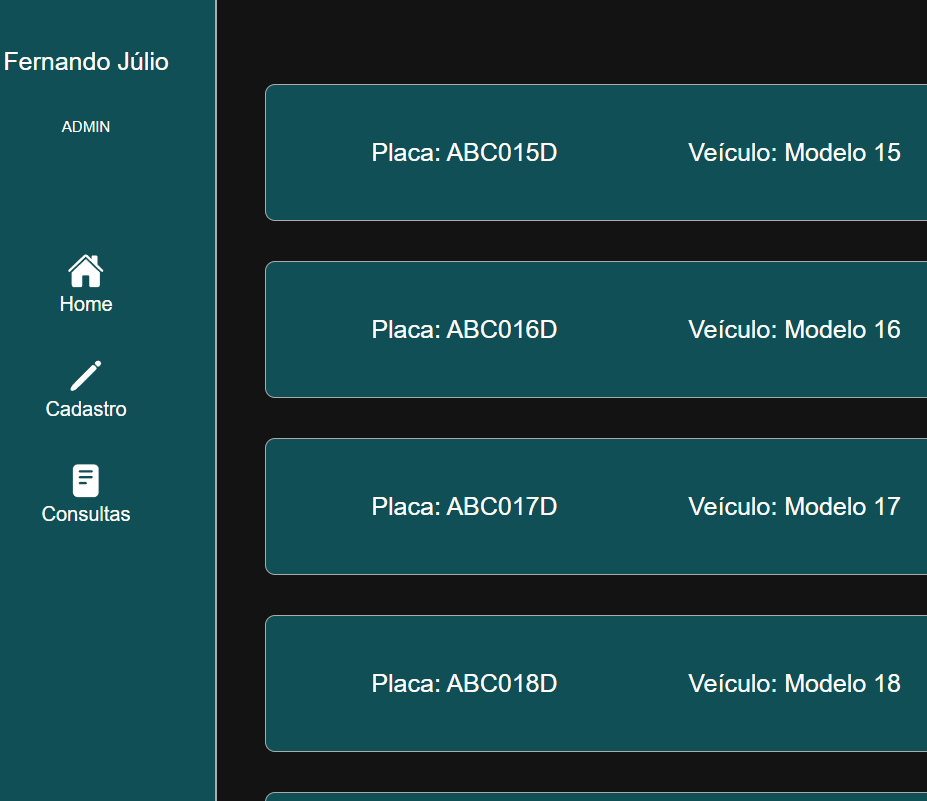 Fernando Júlio
ADMIN
Home
Cadastro
Consultas
Placa: ABC015D Veículo: Modelo 15
Placa: ABC016D Veículo: Modelo 16
Placa: ABC017D Veículo: Modelo 17
Placa: ABC018D Veículo: Modelo 18